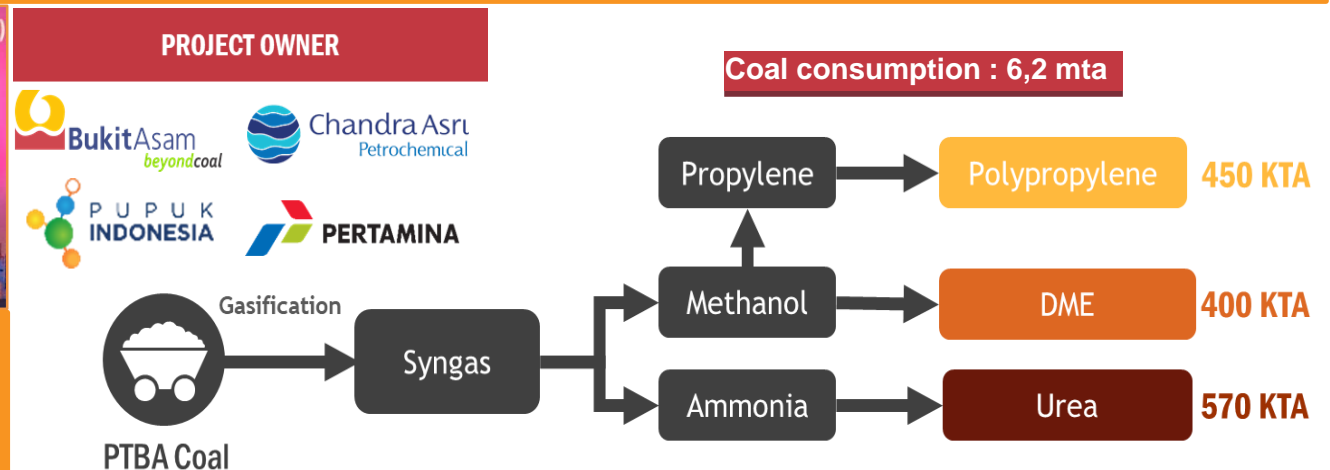 PROJECT OWNER
Coal consumption : 6,2 mta
BukitAsam
beyondcoal
Chandra Asri
Petrochemical
PUPUK
INDONESIA
PERTAMINA
Propylene
Polypropylene
450 KTA
Gasification
Methanol
DME
400 KTA
Syngas
Ammonia
Urea
570 KTA
PTBA Coal